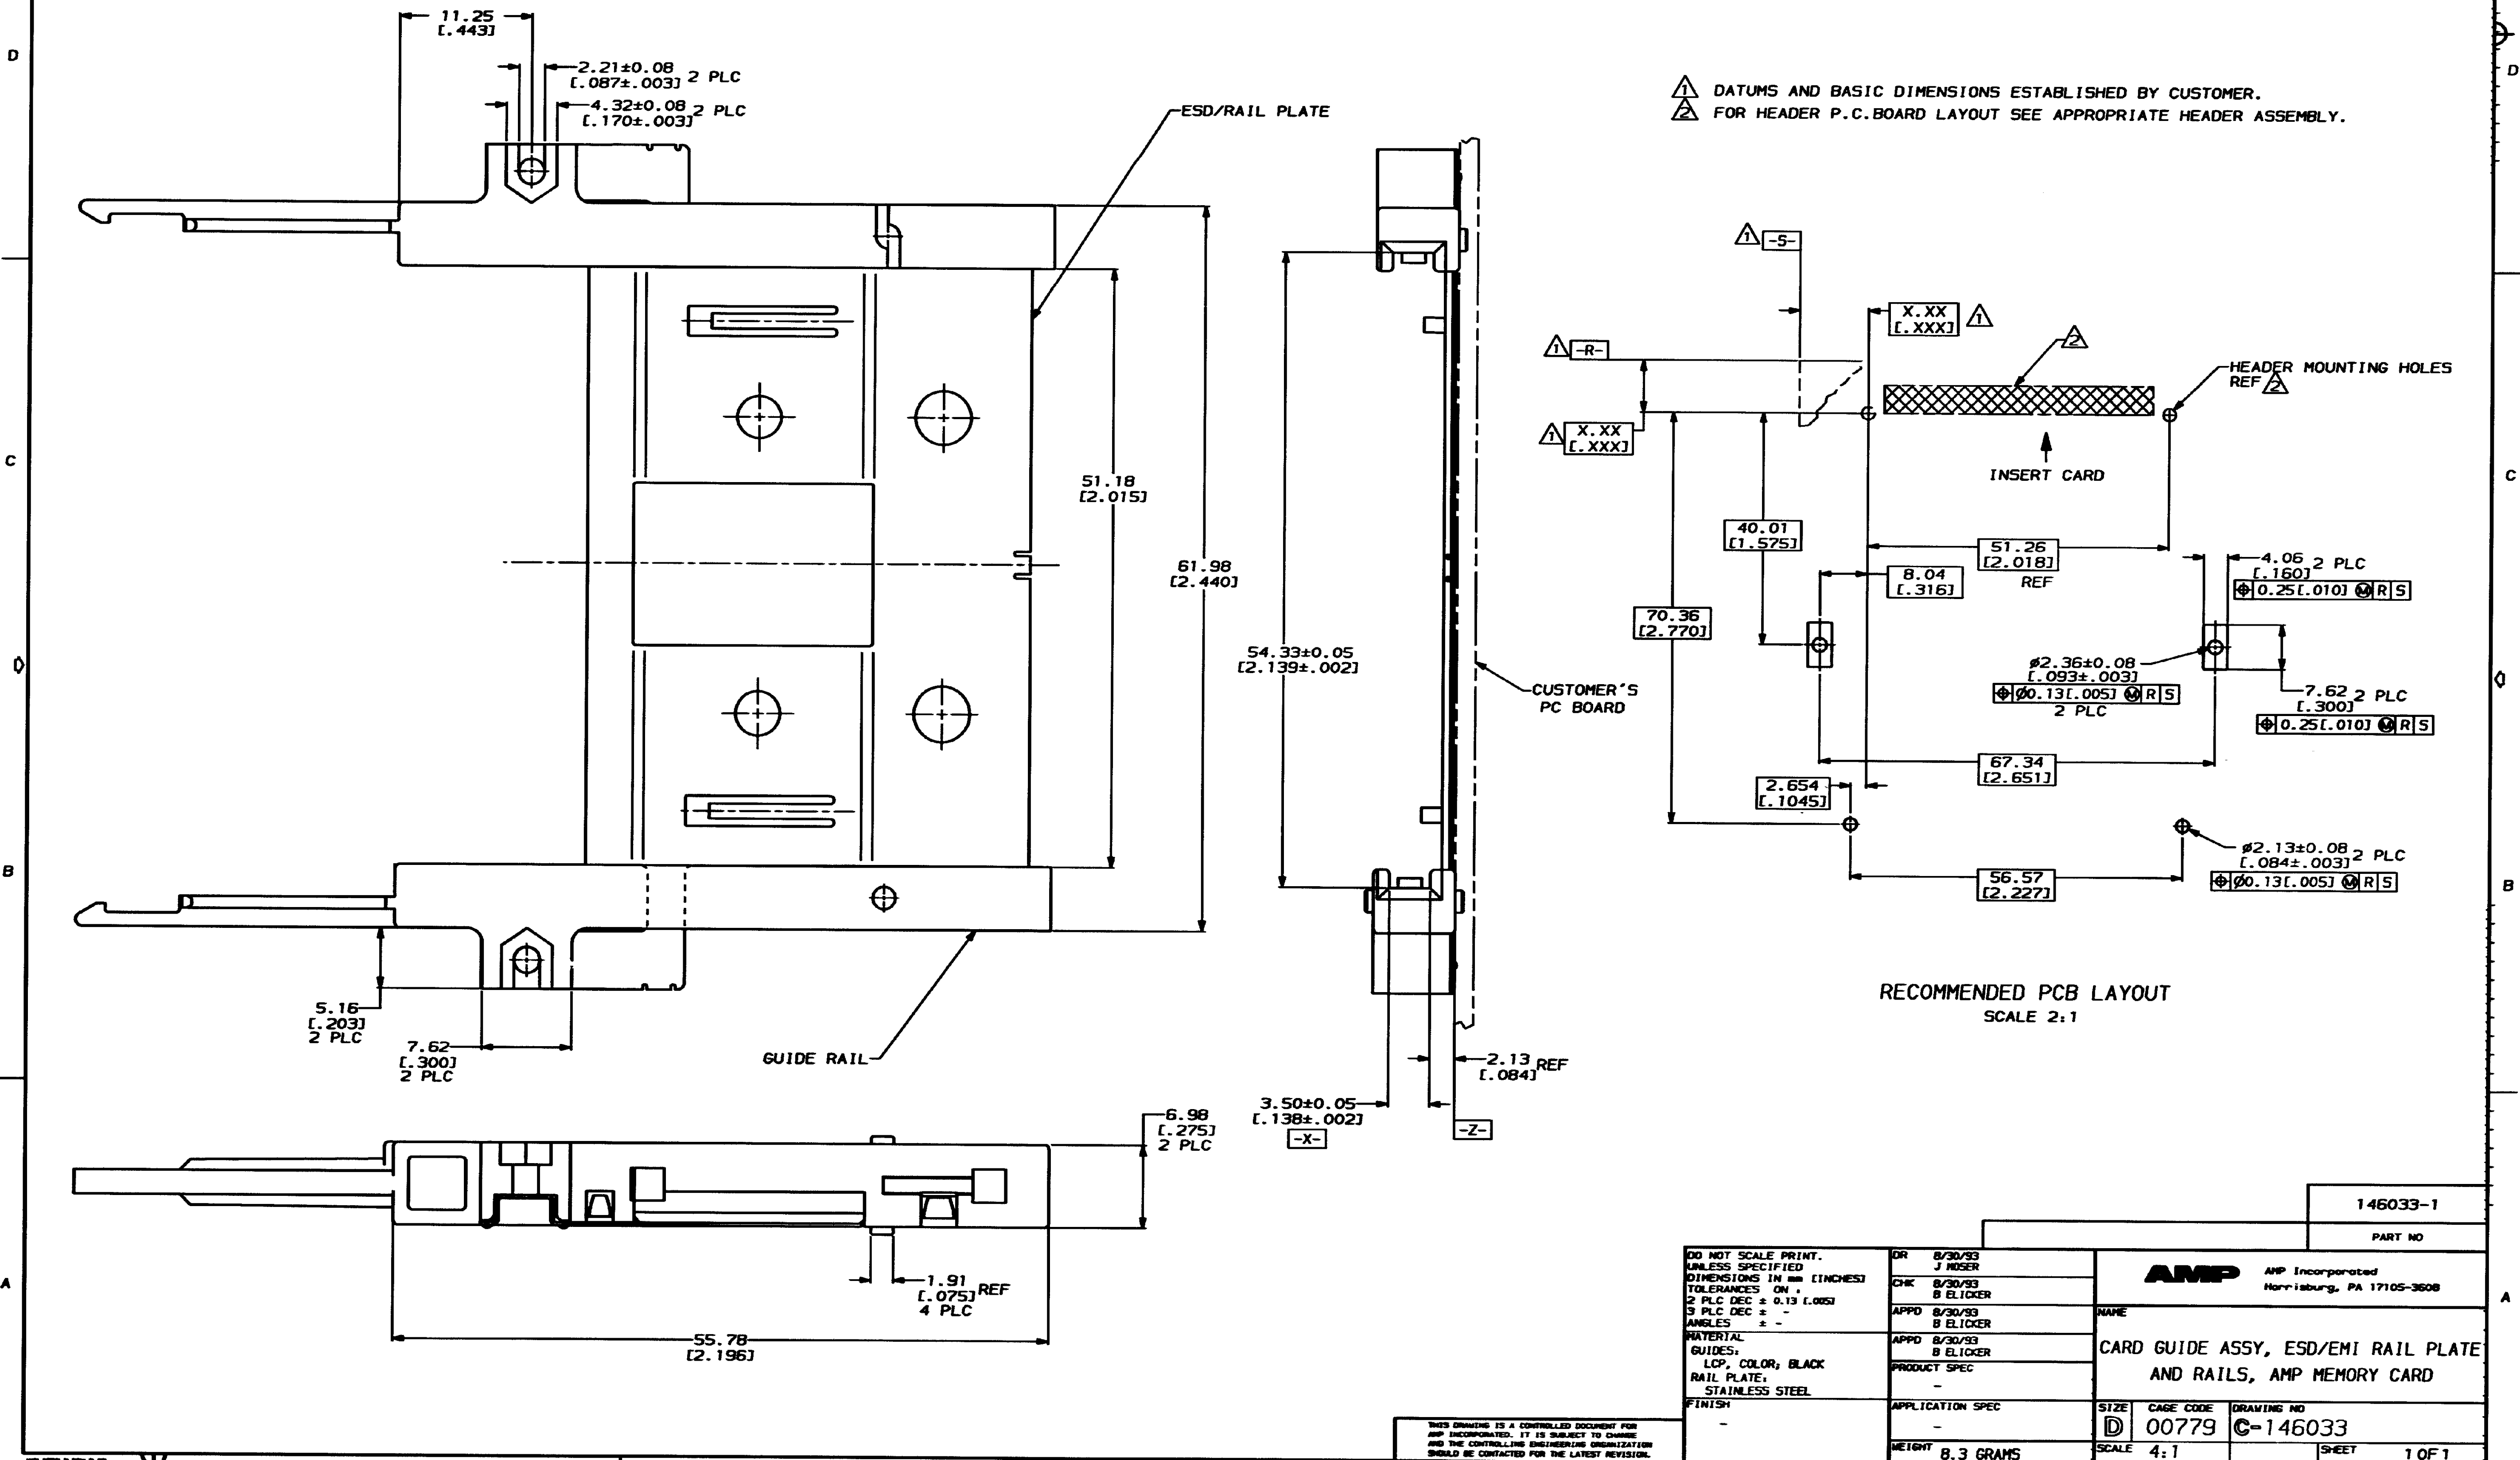 D
11.25
[.443]
2.21±0.08
[.087±.003] 2 PLC
4.32±0.08
[.170±.003] 2 PLC
ESD/RAIL PLATE
1 DATUMS AND BASIC DIMENSIONS ESTABLISHED BY CUSTOMER.
2 FOR HEADER P.C.BOARD LAYOUT SEE APPROPRIATE HEADER ASSEMBLY.
D
1 -S-
X.XX
[.XXX] 1
1 -R-
2
HEADER MOUNTING HOLES
REF 2
1 X.XX
[.XXX]
INSERT CARD
C
C
51.18
[2.015]
61.98
[2.440]
54.33±0.05
[2.139±.002]
CUSTOMER'S
PC BOARD
40.01
[1.575]
51.26
[2.018]
REF
8.04
[.316]
70.36
[2.770]
4.06
[.160] 2 PLC
⌖ 0.25[.010] Ⓜ R S
ø2.36±0.08
[.093±.003]
⌖ ø0.13[.005] Ⓜ R S
2 PLC
7.62
[.300] 2 PLC
⌖ 0.25[.010] Ⓜ R S
67.34
[2.651]
2.654
[.1045]
ø2.13±0.08
[.084±.003] 2 PLC
⌖ ø0.13[.005] Ⓜ R S
56.57
[2.227]
B
B
RECOMMENDED PCB LAYOUT
SCALE 2:1
5.16
[.203]
2 PLC
7.62
[.300]
2 PLC
GUIDE RAIL
2.13
[.084] REF
3.50±0.05
[.138±.002]
-X-
-Z-
6.98
[.275]
2 PLC
1.91
[.075] REF
4 PLC
55.78
[2.196]
A
A
146033-1
PART NO
DO NOT SCALE PRINT.
UNLESS SPECIFIED
DIMENSIONS IN mm [INCHES]
TOLERANCES ON :
2 PLC DEC ± 0.13 [.005]
3 PLC DEC ± -
ANGLES ± -
MATERIAL
GUIDES:
LCP, COLOR; BLACK
RAIL PLATE:
STAINLESS STEEL
FINISH
-
DR 8/30/93
J MOSER
CHK 8/30/93
B ELICKER
APPD 8/30/93
B ELICKER
APPD 8/30/93
B ELICKER
PRODUCT SPEC
-
APPLICATION SPEC
-
WEIGHT 8.3 GRAMS
AMP
AMP Incorporated
Harrisburg, PA 17105-3608
NAME
CARD GUIDE ASSY, ESD/EMI RAIL PLATE
AND RAILS, AMP MEMORY CARD
SIZE
D
CAGE CODE
00779
DRAWING NO
C-146033
SCALE 4:1
SHEET 1 OF 1
THIS DRAWING IS A CONTROLLED DOCUMENT FOR
AMP INCORPORATED. IT IS SUBJECT TO CHANGE
AND THE CONTROLLING ENGINEERING ORGANIZATION
SHOULD BE CONTACTED FOR THE LATEST REVISION.